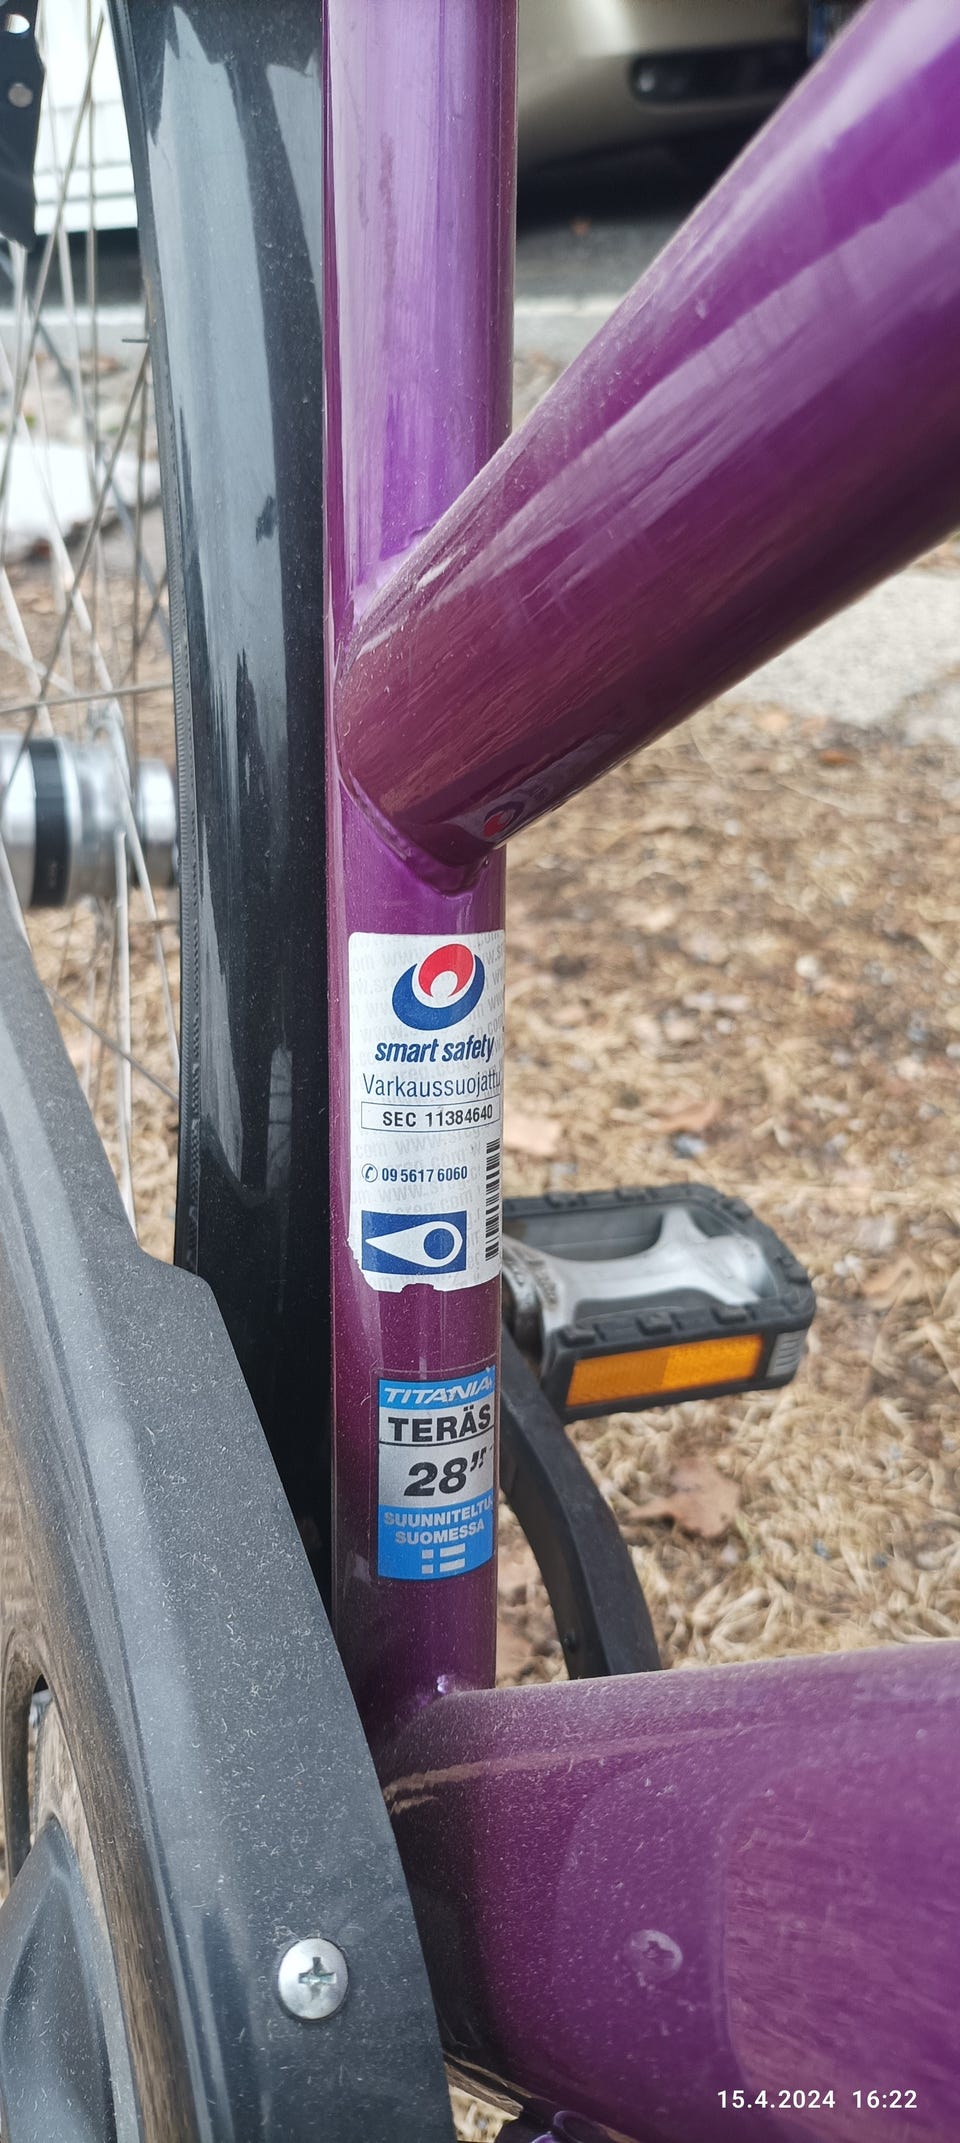 smart safety
Varkaussuojattu
SEC 11384640
✆ 09 5617 6060
TITANIA
TERÄS
28”
SUUNNITELTU
SUOMESSA
15.4.2024 16:22